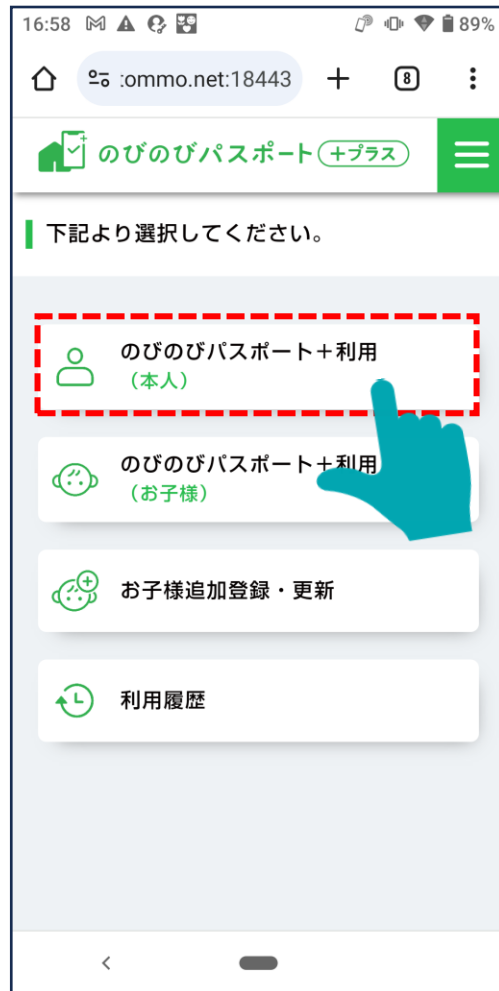 16:58 89%
:ommo.net:18443 8
のびのびパスポート+プラス
下記より選択してください。
のびのびパスポート＋利用
（本人）
のびのびパスポート＋利用
（お子様）
お子様追加登録・更新
利用履歴